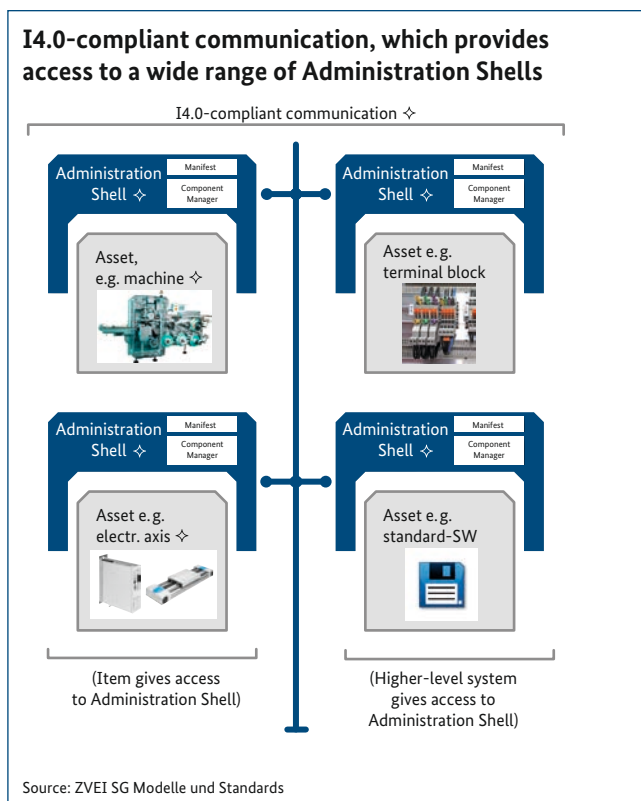 I4.0-compliant communication, which provides
access to a wide range of Administration Shells
I4.0-compliant communication ✧
Administration
Shell ✧
Manifest
Component
Manager
Asset,
e.g. machine ✧
Administration
Shell ✧
Manifest
Component
Manager
Asset e.g.
terminal block
Administration
Shell ✧
Manifest
Component
Manager
Asset e.g.
electr. axis ✧
Administration
Shell ✧
Manifest
Component
Manager
Asset e.g.
standard-SW
(Item gives access
to Administration Shell)
(Higher-level system
gives access to
Administration Shell)
Source: ZVEI SG Modelle und Standards